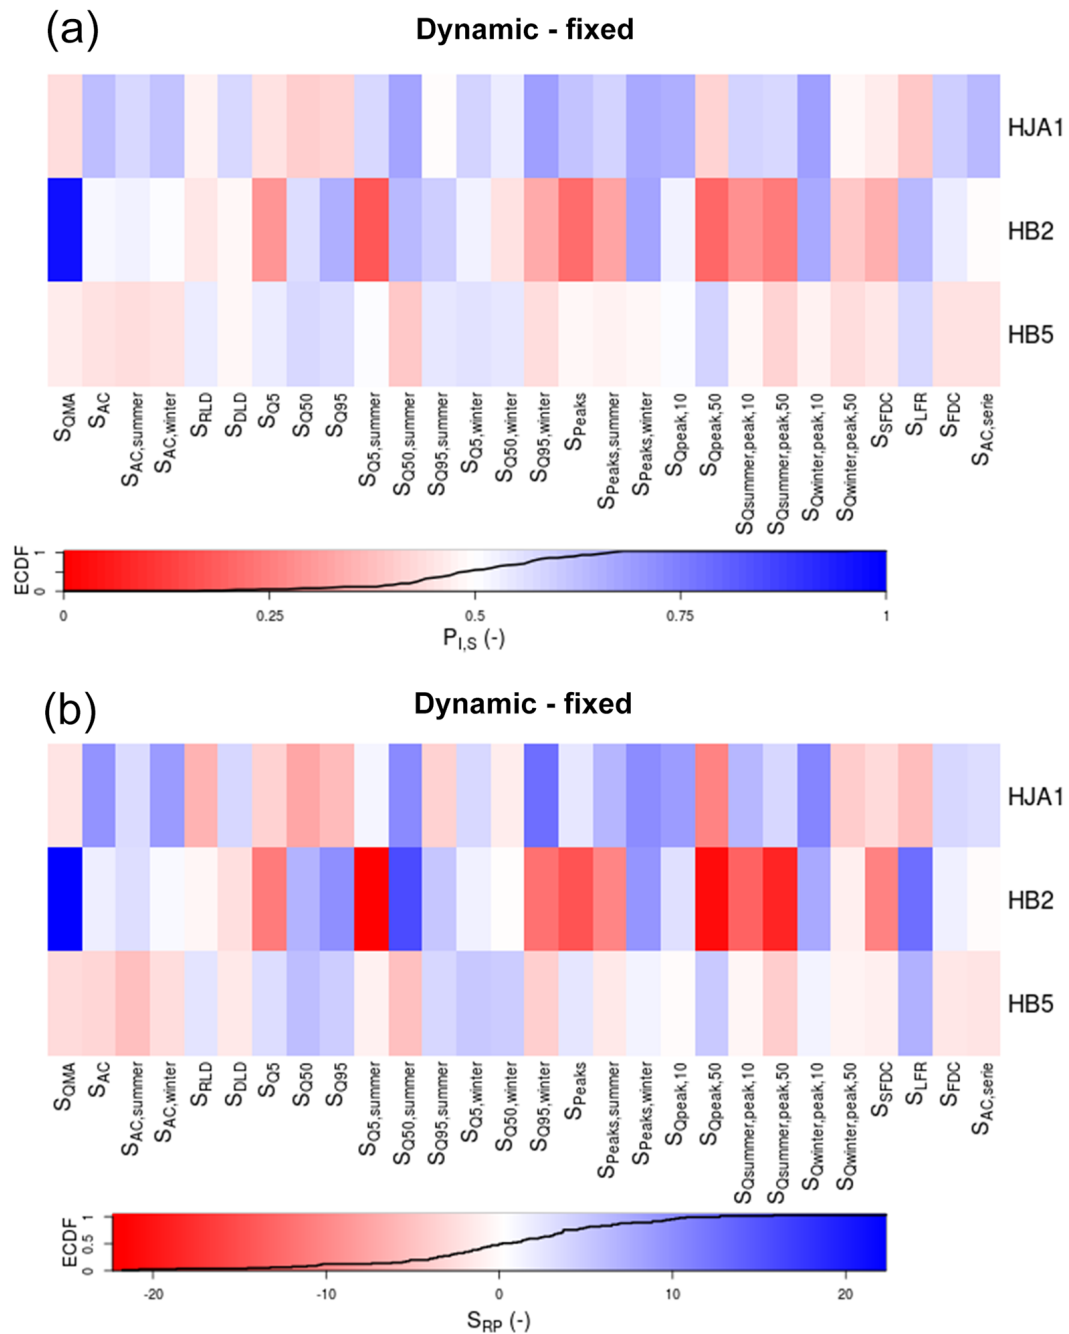 (a)
Dynamic - fixed
HJA1
HB2
HB5
SQMA
SAC
SAC,summer
SAC,winter
SRLD
SDLD
SQ5
SQ50
SQ95
SQ5,summer
SQ50,summer
SQ95,summer
SQ5,winter
SQ50,winter
SQ95,winter
SPeaks
SPeaks,summer
SPeaks,winter
SQpeak,10
SQpeak,50
SQsummer,peak,10
SQsummer,peak,50
SQwinter,peak,10
SQwinter,peak,50
SSFDC
SLFR
SFDC
SAC,serie
ECDF
0 1
0 0.25 0.5 0.75 1
PI,S (-)
(b)
Dynamic - fixed
HJA1
HB2
HB5
SQMA
SAC
SAC,summer
SAC,winter
SRLD
SDLD
SQ5
SQ50
SQ95
SQ5,summer
SQ50,summer
SQ95,summer
SQ5,winter
SQ50,winter
SQ95,winter
SPeaks
SPeaks,summer
SPeaks,winter
SQpeak,10
SQpeak,50
SQsummer,peak,10
SQsummer,peak,50
SQwinter,peak,10
SQwinter,peak,50
SSFDC
SLFR
SFDC
SAC,serie
ECDF
0 0.5 1
-20 -10 0 10 20
SRP (-)